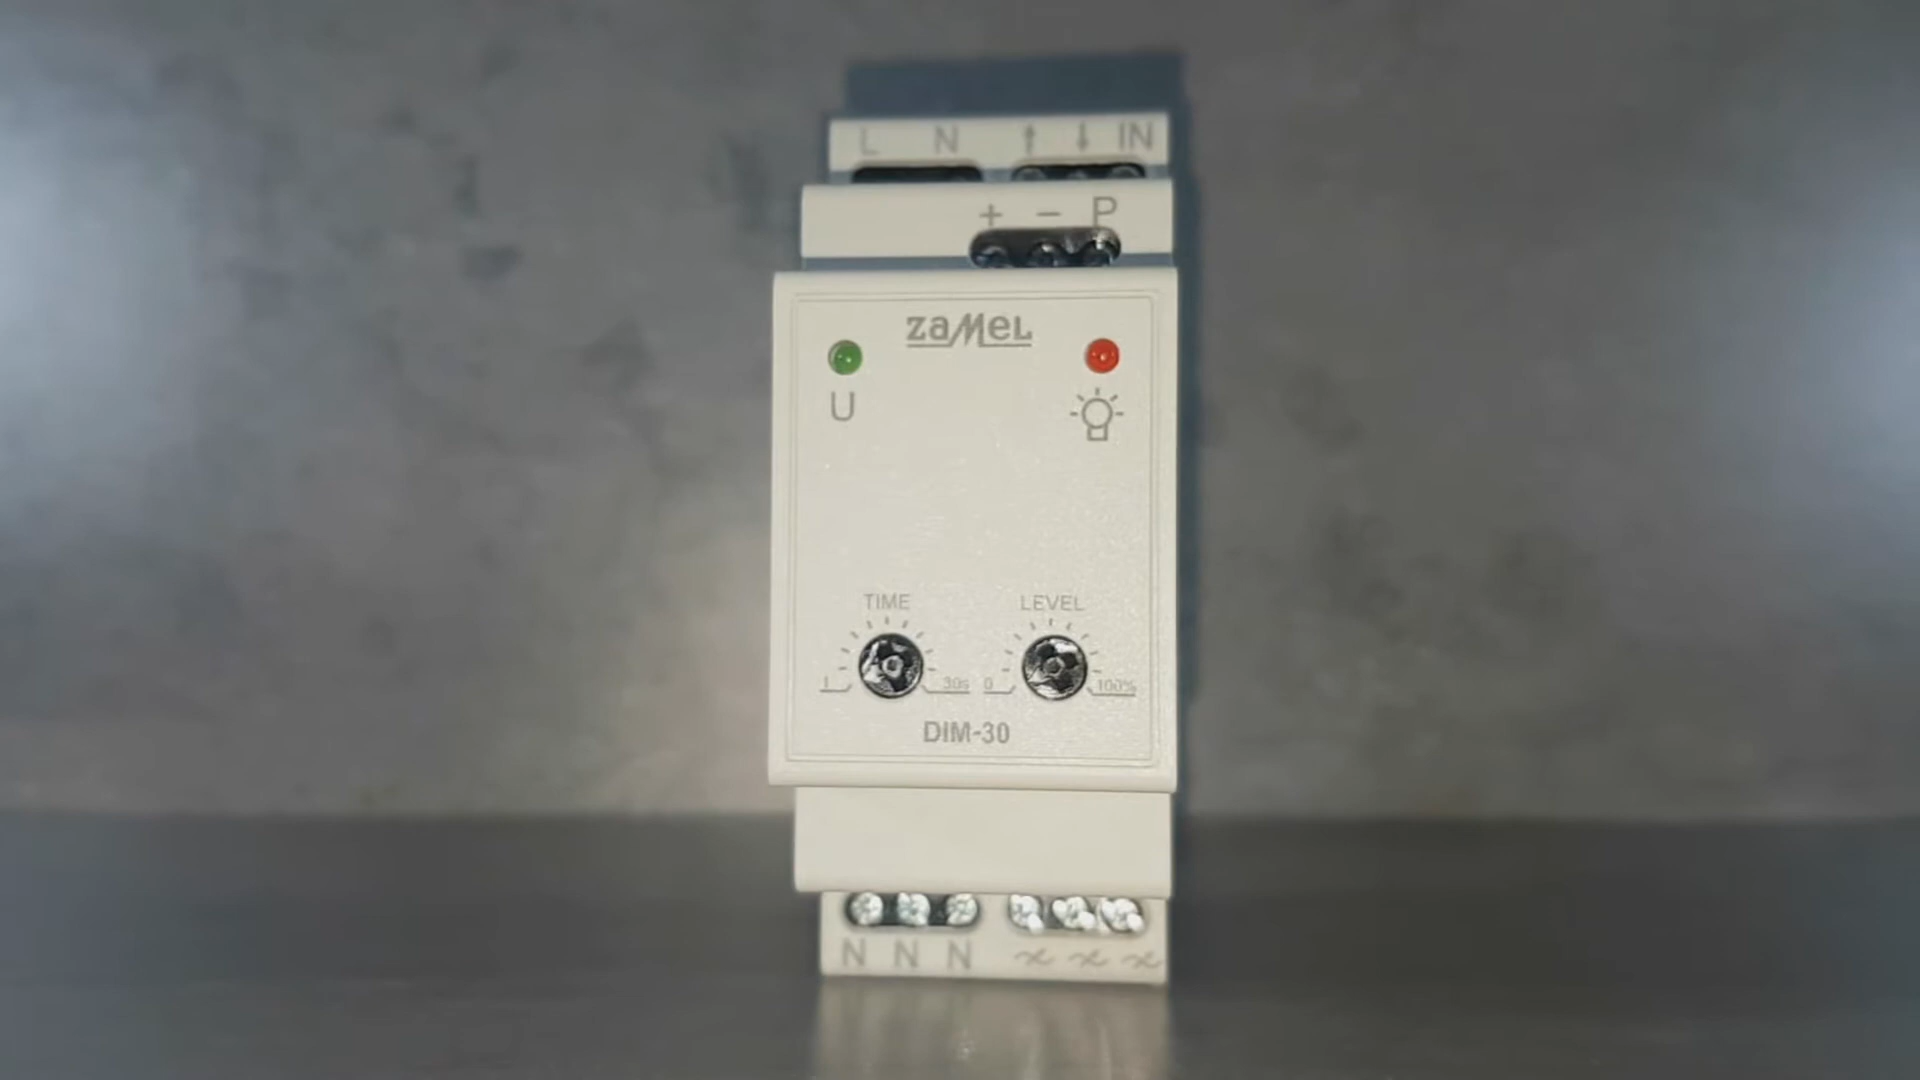 L N ↑ ↓ IN
+ − P
zamel
U
TIME LEVEL
1 30s 0 100%
DIM-30
N N N